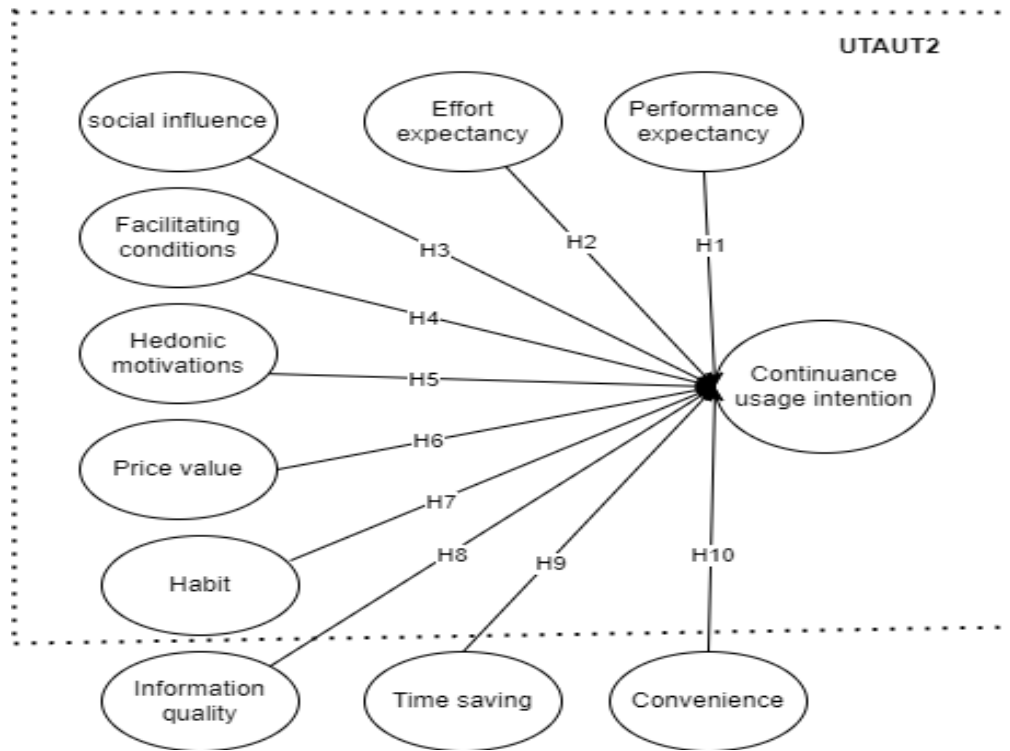 UTAUT2
social influence
Effort
expectancy
Performance
expectancy
Facilitating
conditions
H3
H2
H1
H4
Hedonic
motivations
H5
Continuance
usage intention
H6
Price value
H7
H8
H9
H10
Habit
Information
quality
Time saving
Convenience